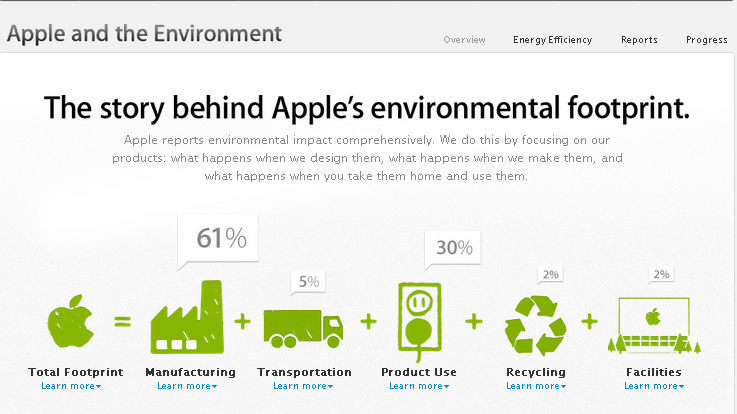 Apple and the Environment
Overview Energy Efficiency Reports Progress
The story behind Apple's environmental footprint.
Apple reports environmental impact comprehensively. We do this by focusing on our
products: what happens when we design them, what happens when we make them, and
what happens when you take them home and use them.
61% 5% 30% 2% 2%
= + + + +
Total Footprint Manufacturing Transportation Product Use Recycling Facilities
Learn more Learn more Learn more Learn more Learn more Learn more